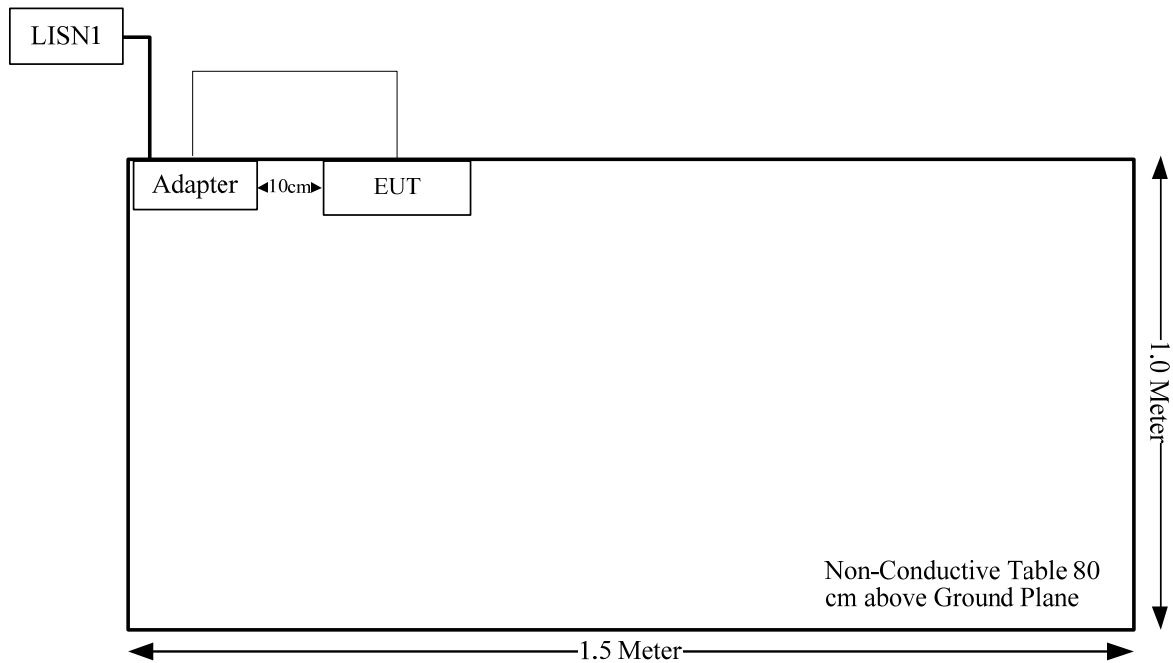 LISN1
Adapter
10cm
EUT
1.0 Meter
Non-Conductive Table 80
cm above Ground Plane
1.5 Meter